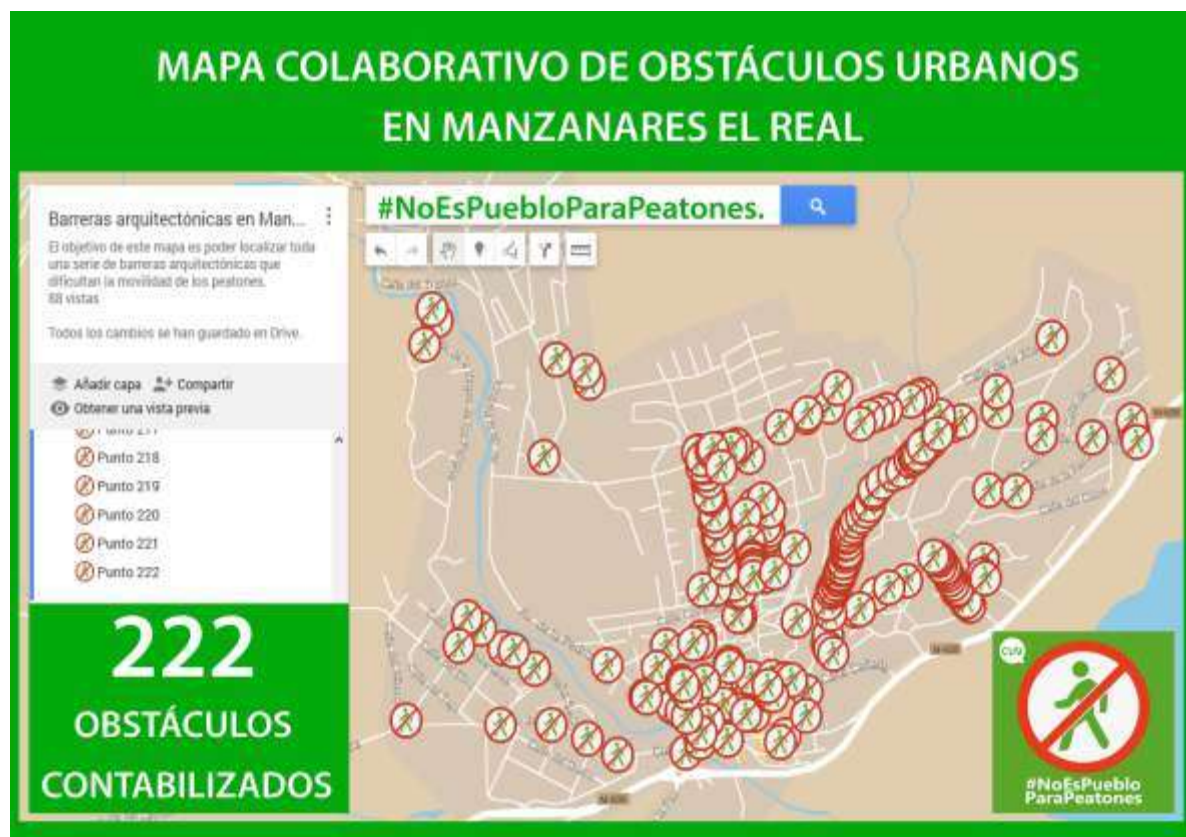 MAPA COLABORATIVO DE OBSTÁCULOS URBANOS
EN MANZANARES EL REAL
Barreras arquitectónicas en Man...
El objetivo de este mapa es poder localizar toda
una serie de barreras arquitectónicas que
dificultan la movilidad de los peatones.
88 vistas
Todos los cambios se han guardado en Drive.
Añadir capa Compartir
Obtener una vista previa
Punto 217
Punto 218
Punto 219
Punto 220
Punto 221
Punto 222
222
OBSTÁCULOS
CONTABILIZADOS
#NoEsPuebloParaPeatones.
#NoEsPueblo
ParaPeatones